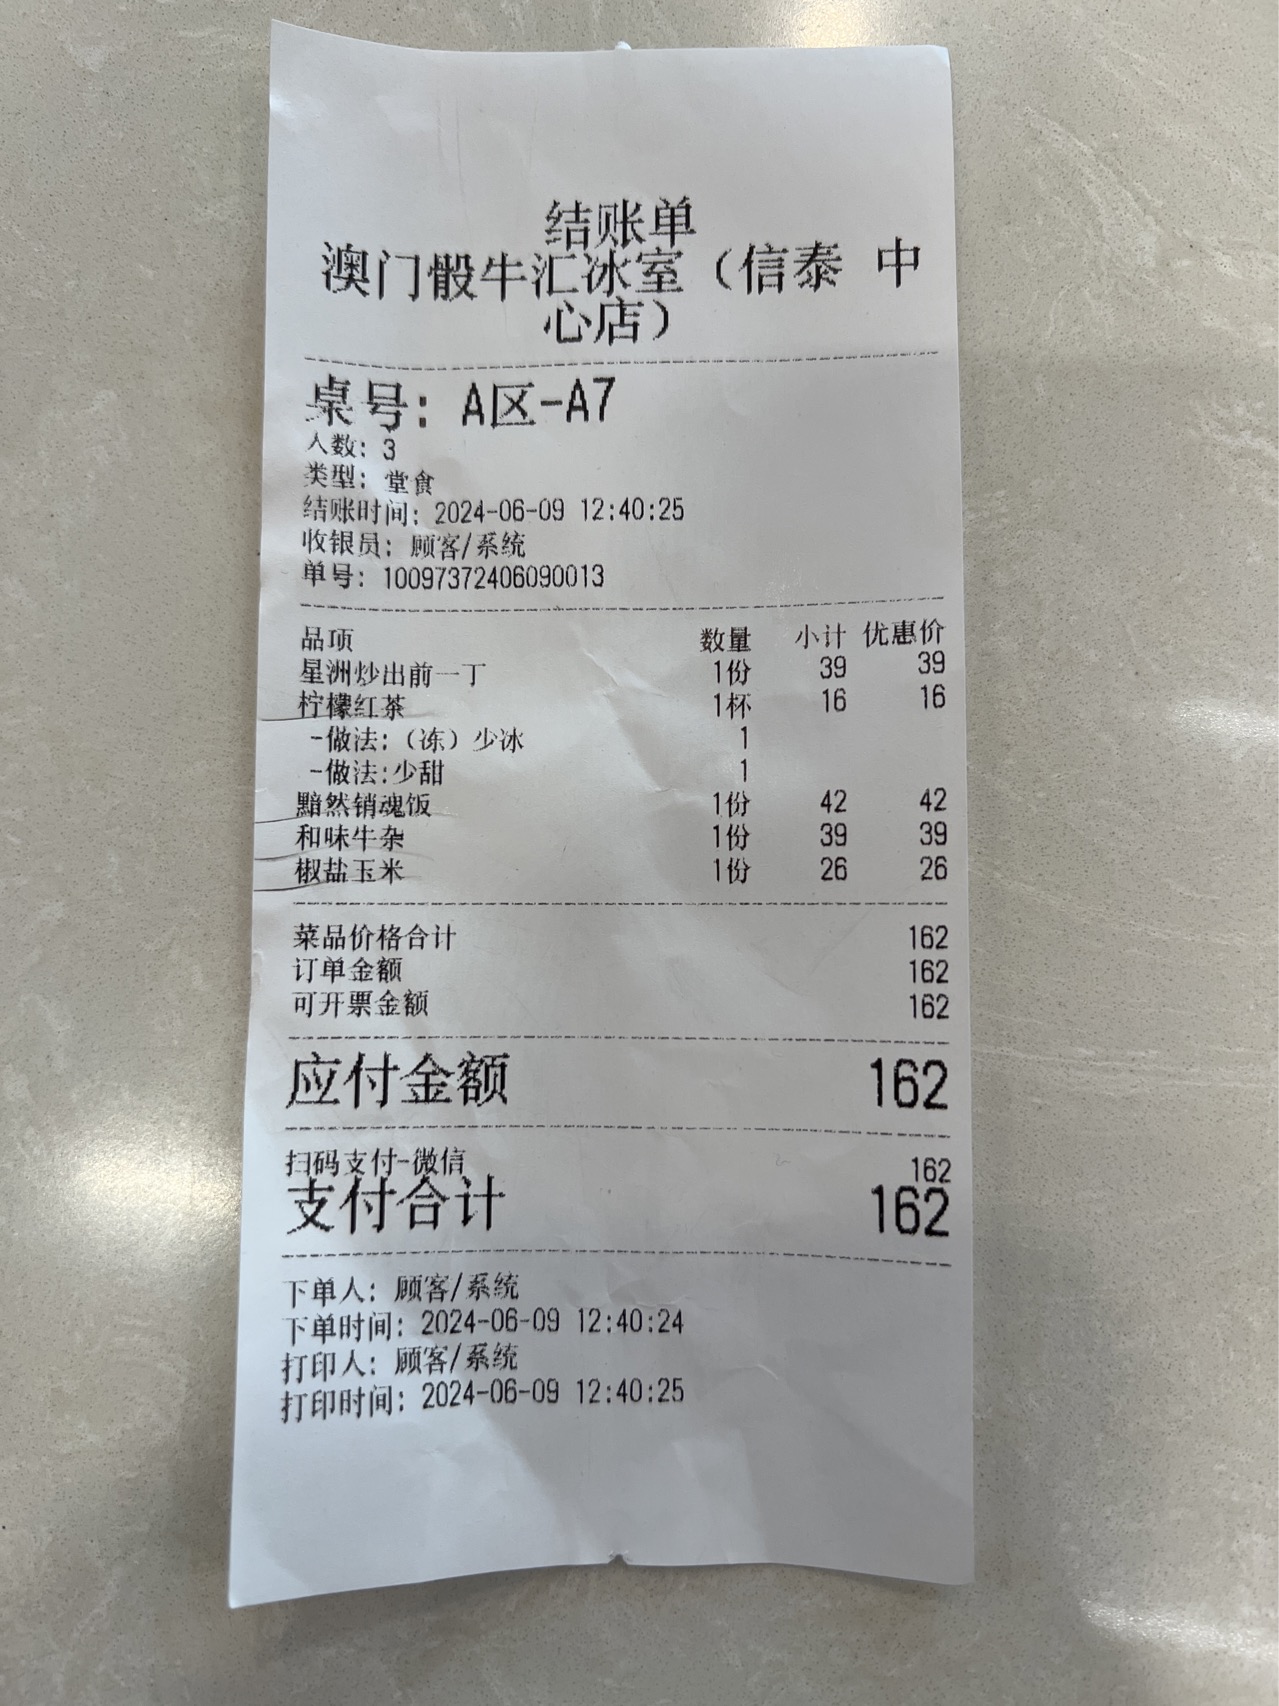 结账单
澳门骰牛汇冰室（信泰 中
心店）
桌号: A区-A7
人数: 3
类型: 堂食
结账时间: 2024-06-09 12:40:25
收银员: 顾客/系统
单号: 10097372406090013
品项 数量 小计 优惠价
星洲炒出前一丁 1份 39 39
柠檬红茶 1杯 16 16
-做法:（冻）少冰 1
-做法:少甜 1
黯然销魂饭 1份 42 42
和味牛杂 1份 39 39
椒盐玉米 1份 26 26
菜品价格合计 162
订单金额 162
可开票金额 162
应付金额 162
扫码支付-微信 162
支付合计 162
下单人: 顾客/系统
下单时间: 2024-06-09 12:40:24
打印人: 顾客/系统
打印时间: 2024-06-09 12:40:25